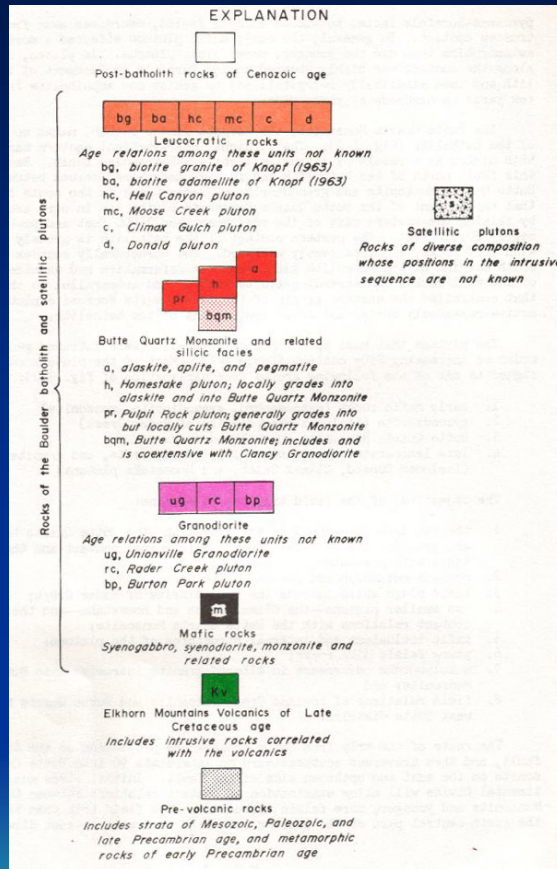 EXPLANATION
Post-batholith rocks of Cenozoic age
bg ba hc mc c d
Leucocratic rocks
Age relations among these units not known
bg, biotite granite of Knopf (1963)
ba, biotite adamellite of Knopf (1963)
hc, Hell Canyon pluton
mc, Moose Creek pluton
c, Climax Gulch pluton
d, Donald pluton
s
Satellitic plutons
Rocks of diverse composition
whose positions in the intrusive
sequence are not known
a
h
pr
bqm
Butte Quartz Monzonite and related
silicic facies
a, alaskite, aplite, and pegmatite
h, Homestake pluton; locally grades into
alaskite and into Butte Quartz Monzonite
pr, Pulpit Rock pluton; generally grades into
but locally cuts Butte Quartz Monzonite
bqm, Butte Quartz Monzonite; includes and
is coextensive with Clancy Granodiorite
ug rc bp
Granodiorite
Age relations among these units not known
ug, Unionville Granodiorite
rc, Rader Creek pluton
bp, Burton Park pluton
m
Mafic rocks
Syenogabbro, syenodiorite, monzonite and
related rocks
Rocks of the Boulder batholith and satellitic plutons
Kv
Elkhorn Mountains Volcanics of Late
Cretaceous age
Includes intrusive rocks correlated
with the volcanics
Pre-volcanic rocks
Includes strata of Mesozoic, Paleozoic, and
late Precambrian age, and metamorphic
rocks of early Precambrian age